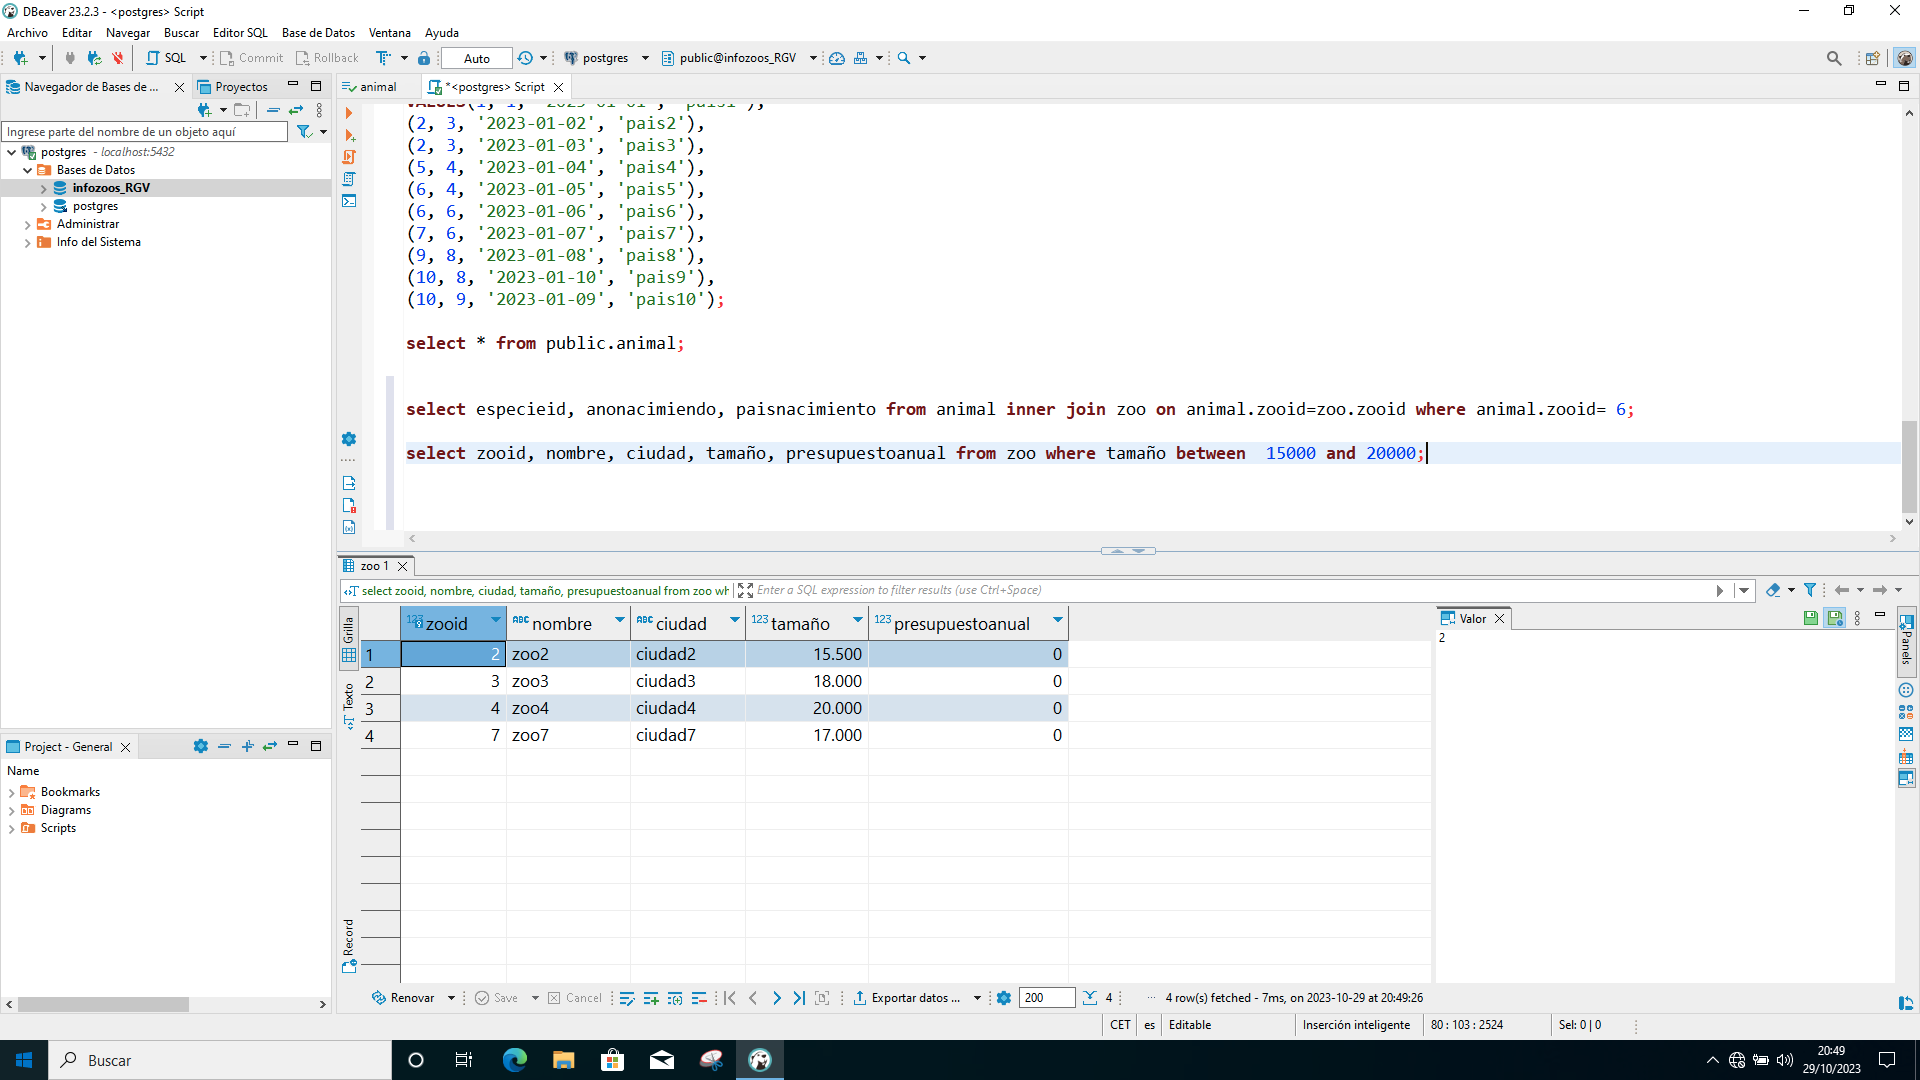 DBeaver 23.2.3 - <postgres> Script
Archivo Editar Navegar Buscar Editor SQL Base de Datos Ventana Ayuda
SQL Commit Rollback Auto postgres public@infozoos_RGV
Navegador de Bases de ... Proyectos
animal *<postgres> Script
Ingrese parte del nombre de un objeto aquí
postgres - localhost:5432
Bases de Datos
infozoos_RGV
postgres
Administrar
Info del Sistema
VALUES(1, 1, '2023-01-01', 'pais1'),
(2, 3, '2023-01-02', 'pais2'),
(2, 3, '2023-01-03', 'pais3'),
(5, 4, '2023-01-04', 'pais4'),
(6, 4, '2023-01-05', 'pais5'),
(6, 6, '2023-01-06', 'pais6'),
(7, 6, '2023-01-07', 'pais7'),
(9, 8, '2023-01-08', 'pais8'),
(10, 8, '2023-01-10', 'pais9'),
(10, 9, '2023-01-09', 'pais10');
select * from public.animal;
select especieid, anonacimiendo, paisnacimiento from animal inner join zoo on animal.zooid=zoo.zooid where animal.zooid= 6;
select zooid, nombre, ciudad, tamaño, presupuestoanual from zoo where tamaño between  15000 and 20000;
zoo 1
select zooid, nombre, ciudad, tamaño, presupuestoanual from zoo wh Enter a SQL expression to filter results (use Ctrl+Space)
Grilla
Texto
Record
123 zooid ABC nombre ABC ciudad 123 tamaño 123 presupuestoanual
1 2 zoo2 ciudad2 15.500 0
2 3 zoo3 ciudad3 18.000 0
3 4 zoo4 ciudad4 20.000 0
4 7 zoo7 ciudad7 17.000 0
Valor
2
Panels
Project - General
Name
Bookmarks
Diagrams
Scripts
Renovar Save Cancel Exportar datos ... 200 4 4 row(s) fetched - 7ms, on 2023-10-29 at 20:49:26
CET es Editable Inserción inteligente 80 : 103 : 2524 Sel: 0 | 0
Buscar
20:49
29/10/2023